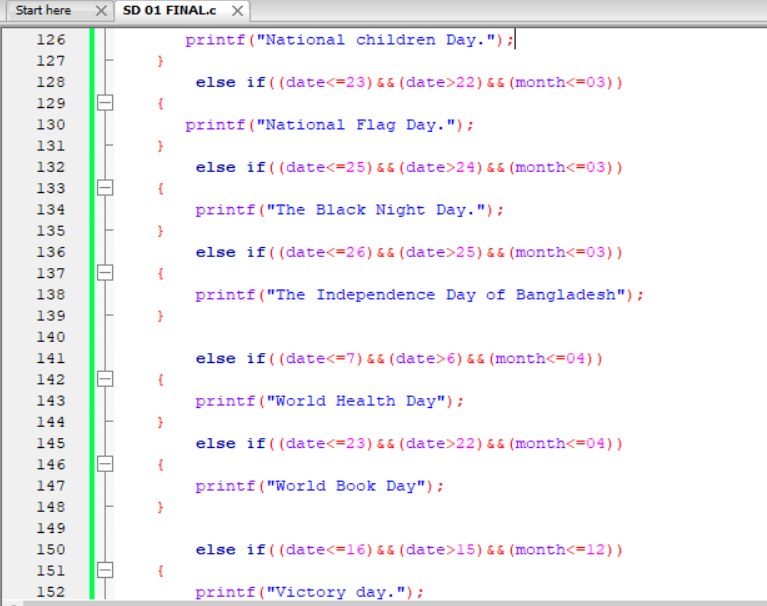 Start here SD 01 FINAL.c
126 printf("National children Day.");
127 }
128 else if((date<=23)&&(date>22)&&(month<=03))
129 {
130 printf("National Flag Day.");
131 }
132 else if((date<=25)&&(date>24)&&(month<=03))
133 {
134 printf("The Black Night Day.");
135 }
136 else if((date<=26)&&(date>25)&&(month<=03))
137 {
138 printf("The Independence Day of Bangladesh");
139 }
140
141 else if((date<=7)&&(date>6)&&(month<=04))
142 {
143 printf("World Health Day");
144 }
145 else if((date<=23)&&(date>22)&&(month<=04))
146 {
147 printf("World Book Day");
148 }
149
150 else if((date<=16)&&(date>15)&&(month<=12))
151 {
152 printf("Victory day.");